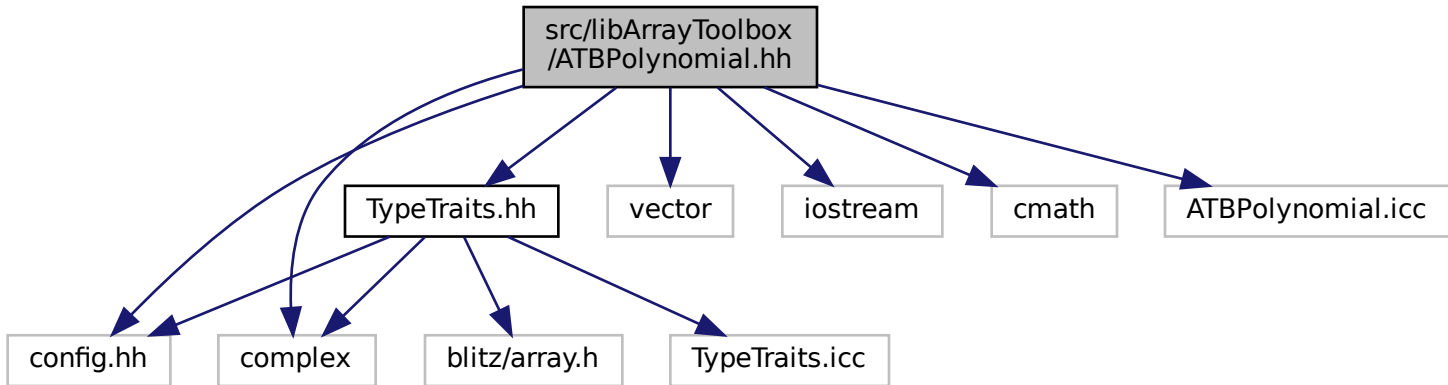 src/libArrayToolbox
/ATBPolynomial.hh
TypeTraits.hh
vector
iostream
cmath
ATBPolynomial.icc
config.hh
complex
blitz/array.h
TypeTraits.icc